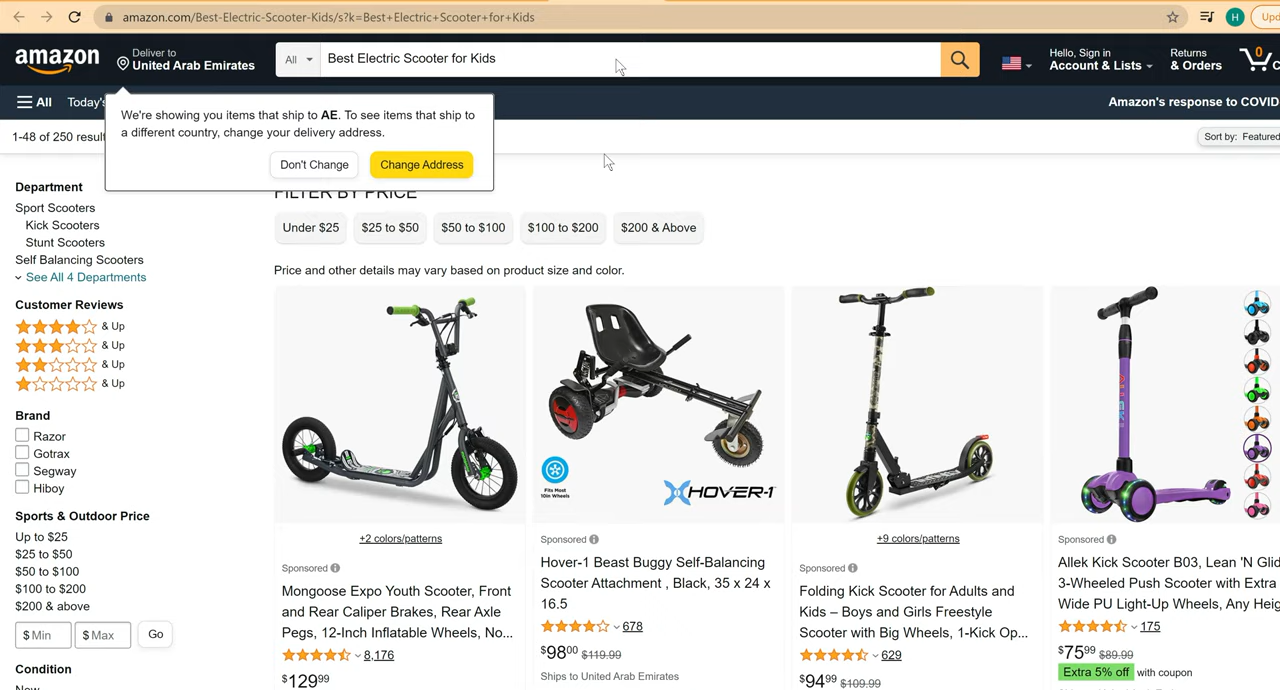 amazon.com/Best-Electric-Scooter-Kids/s?k=Best+Electric+Scooter+for+Kids
H
Upd
amazon
Deliver to
United Arab Emirates
All
Best Electric Scooter for Kids
Hello, Sign in
Account & Lists
Returns
& Orders
0
C
All
Today's
Amazon's response to COVID
We're showing you items that ship to AE. To see items that ship to
a different country, change your delivery address.
Don't Change
Change Address
1-48 of 250 result
Sort by: Featured
Department
Sport Scooters
Kick Scooters
Stunt Scooters
Self Balancing Scooters
See All 4 Departments
Customer Reviews
& Up
& Up
& Up
& Up
Brand
Razor
Gotrax
Segway
Hiboy
Sports & Outdoor Price
Up to $25
$25 to $50
$50 to $100
$100 to $200
$200 & above
$ Min
$ Max
Go
Condition
New
FILTER BY PRICE
Under $25
$25 to $50
$50 to $100
$100 to $200
$200 & Above
Price and other details may vary based on product size and color.
+2 colors/patterns
Sponsored
Mongoose Expo Youth Scooter, Front
and Rear Caliper Brakes, Rear Axle
Pegs, 12-Inch Inflatable Wheels, No...
8,176
$129.99
Fits Most
10in Wheels
HOVER-1
Sponsored
Hover-1 Beast Buggy Self-Balancing
Scooter Attachment , Black, 35 x 24 x
16.5
678
$98.00 $119.99
Ships to United Arab Emirates
+9 colors/patterns
Sponsored
Folding Kick Scooter for Adults and
Kids – Boys and Girls Freestyle
Scooter with Big Wheels, 1-Kick Op...
629
$94.99 $109.99
Sponsored
Allek Kick Scooter B03, Lean 'N Glid
3-Wheeled Push Scooter with Extra
Wide PU Light-Up Wheels, Any Heig
175
$75.99 $89.99
Extra 5% off with coupon